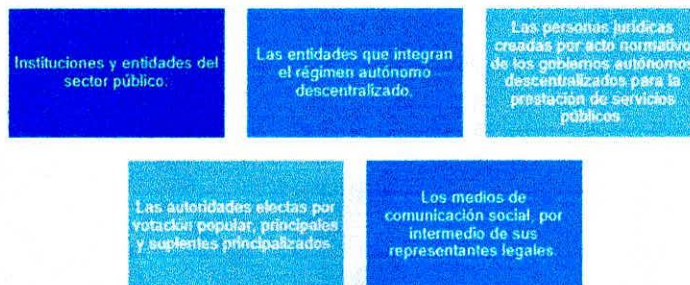 Instituciones y entidades del
sector público.
Las entidades que integran
el régimen autónomo
descentralizado.
Las personas jurídicas
creadas por acto normativo
de los gobiernos autónomos
descentralizados para la
prestación de servicios
públicos
Las autoridades electas por
votación popular, principales
y suplentes principalizados
Los medios de
comunicación social, por
intermedio de sus
representantes legales.